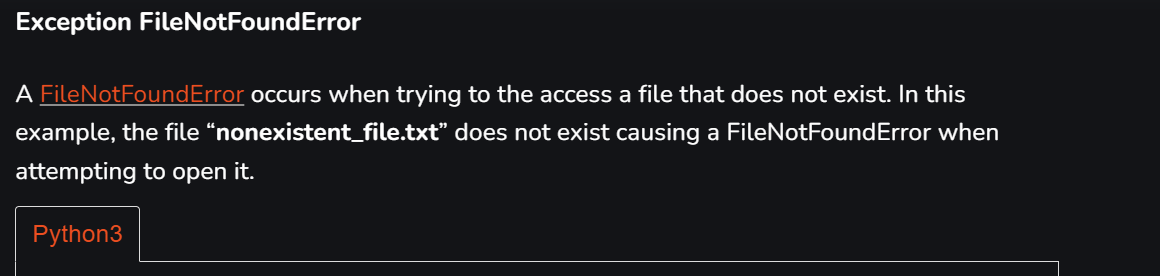 Exception FileNotFoundError
A FileNotFoundError occurs when trying to the access a file that does not exist. In this
example, the file “nonexistent_file.txt” does not exist causing a FileNotFoundError when
attempting to open it.
Python3